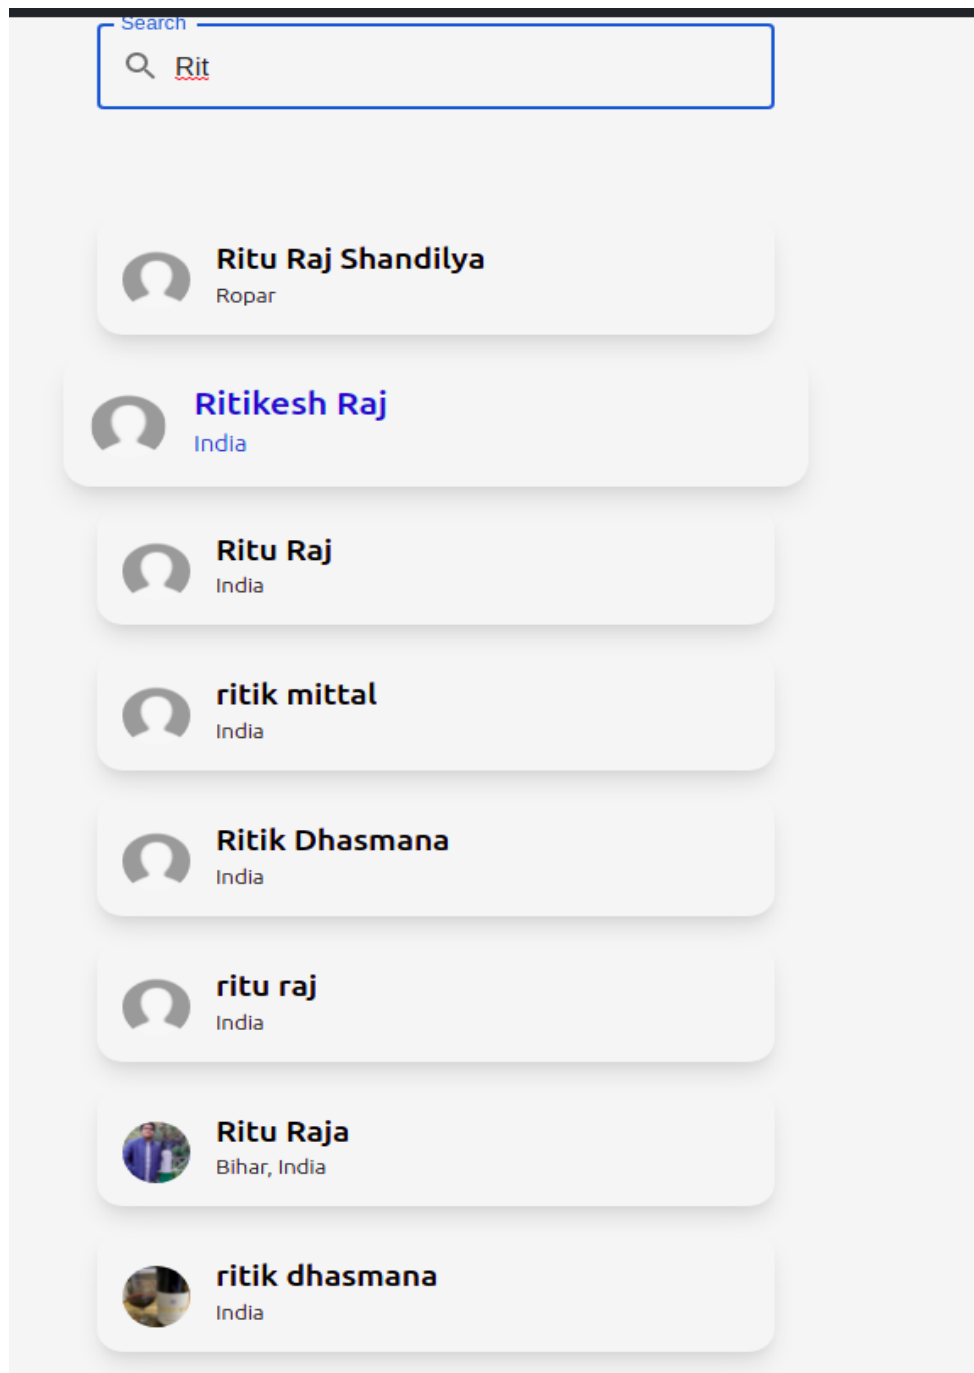 Search
Rit
Ritu Raj Shandilya
Ropar
Ritikesh Raj
India
Ritu Raj
India
ritik mittal
India
Ritik Dhasmana
India
ritu raj
India
Ritu Raja
Bihar, India
ritik dhasmana
India